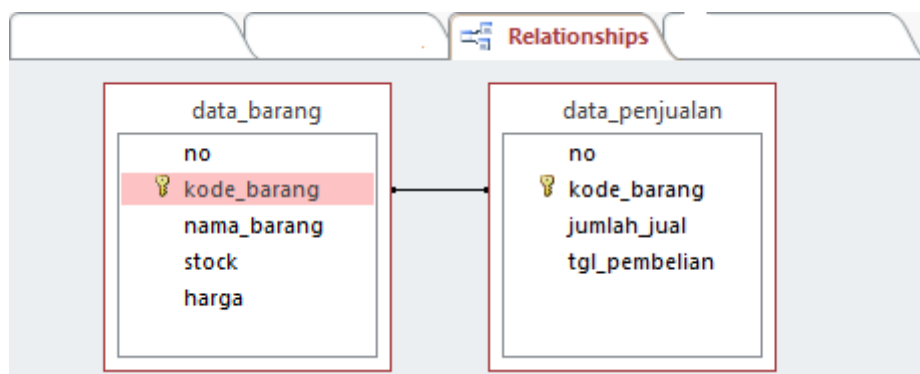 Relationships
data_barang
no
kode_barang
nama_barang
stock
harga
data_penjualan
no
kode_barang
jumlah_jual
tgl_pembelian